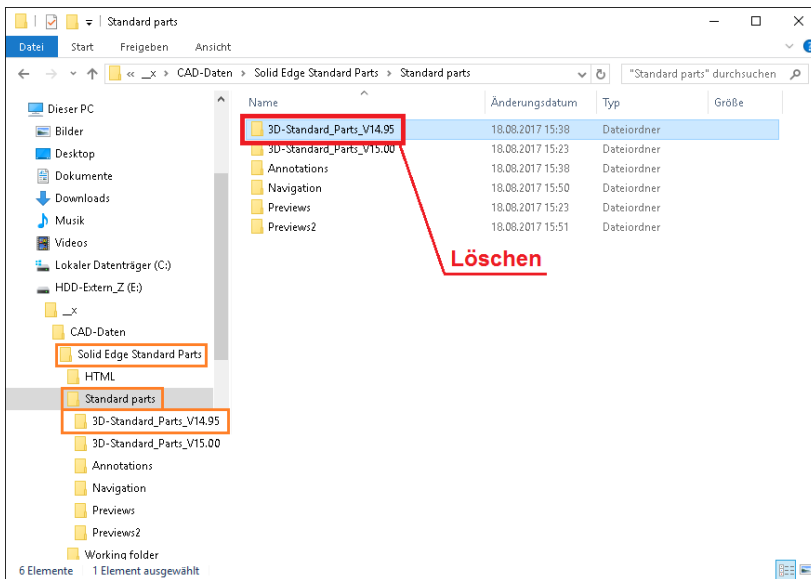 Standard parts
Datei Start Freigeben Ansicht
« __x › CAD-Daten › Solid Edge Standard Parts › Standard parts "Standard parts" durchsuchen
Name Änderungsdatum Typ Größe
3D-Standard_Parts_V14.95 18.08.2017 15:38 Dateiordner
3D-Standard_Parts_V15.00 18.08.2017 15:23 Dateiordner
Annotations 18.08.2017 15:38 Dateiordner
Navigation 18.08.2017 15:50 Dateiordner
Previews 18.08.2017 15:23 Dateiordner
Previews2 18.08.2017 15:51 Dateiordner
Löschen
Dieser PC
Bilder
Desktop
Dokumente
Downloads
Musik
Videos
Lokaler Datenträger (C:)
HDD-Extern_Z (E:)
__x
CAD-Daten
Solid Edge Standard Parts
HTML
Standard parts
3D-Standard_Parts_V14.95
3D-Standard_Parts_V15.00
Annotations
Navigation
Previews
Previews2
Working folder
6 Elemente 1 Element ausgewählt